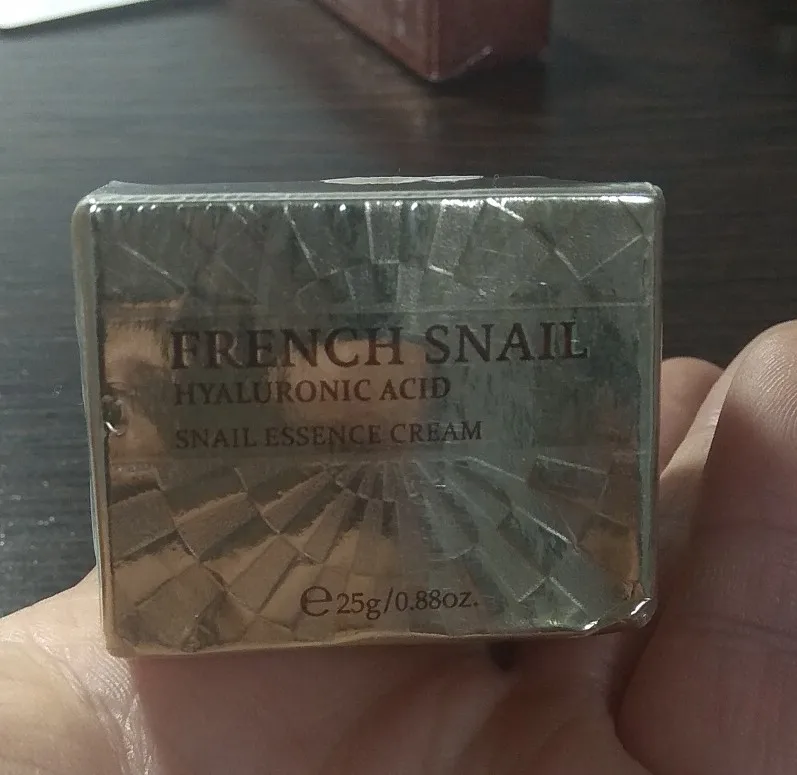 FRENCH SNAIL
HYALURONIC ACID
SNAIL ESSENCE CREAM
℮25g/0.88oz.